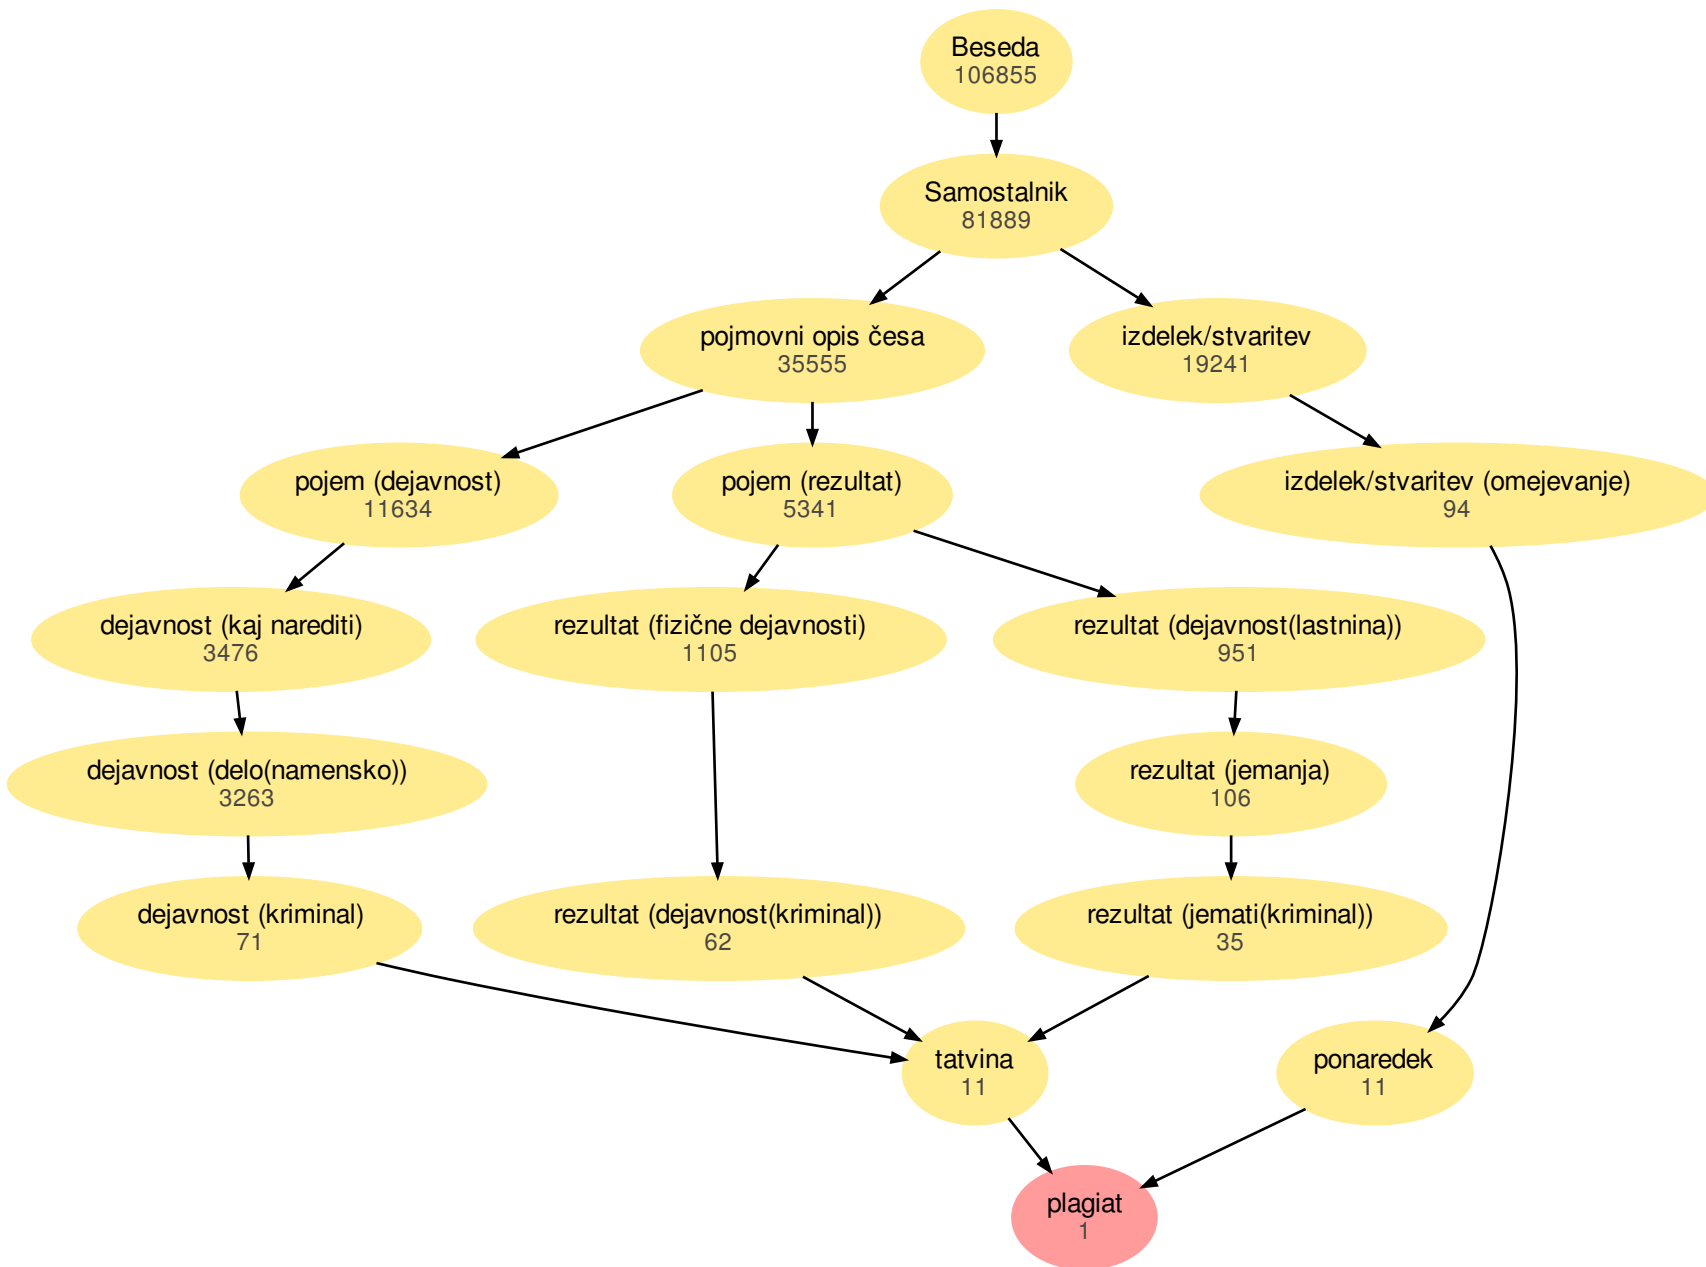 Beseda
106855
Samostalnik
81889
pojmovni opis česa
35555
izdelek/stvaritev
19241
pojem (dejavnost)
11634
pojem (rezultat)
5341
izdelek/stvaritev (omejevanje)
94
dejavnost (kaj narediti)
3476
rezultat (fizične dejavnosti)
1105
rezultat (dejavnost(lastnina))
951
dejavnost (delo(namensko))
3263
rezultat (jemanja)
106
dejavnost (kriminal)
71
rezultat (dejavnost(kriminal))
62
rezultat (jemati(kriminal))
35
tatvina
11
ponaredek
11
plagiat
1